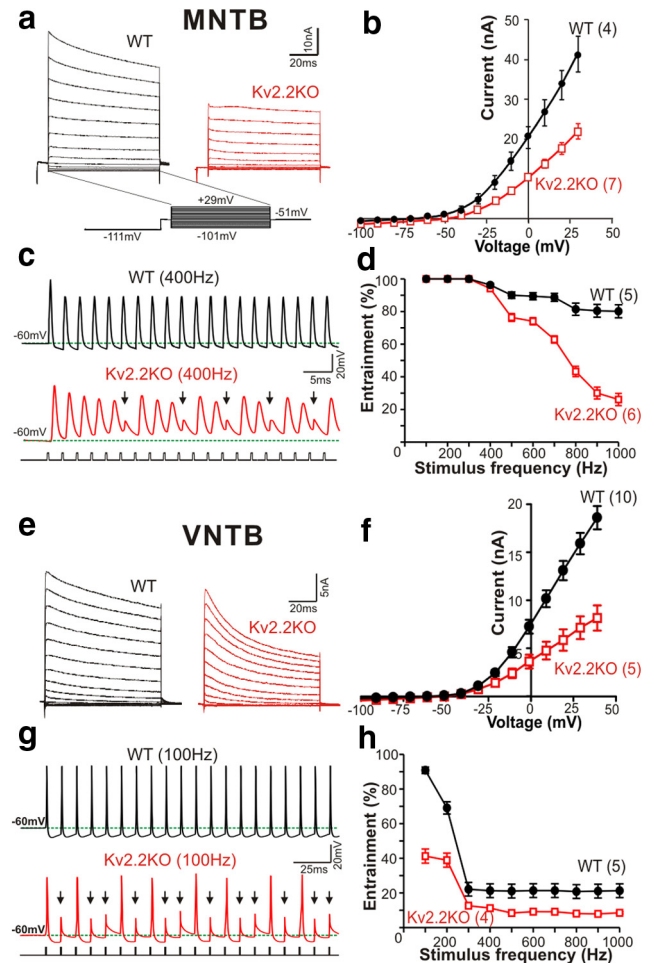 a
MNTB
WT
10nA
20ms
Kv2.2KO
+29mV
-51mV
-111mV
-101mV
b
50
40
30
20
10
Current (nA)
WT (4)
Kv2.2KO (7)
-100 -75 -50 -25 0 25 50
Voltage (mV)
c
WT (400Hz)
-60mV
20mV
5ms
Kv2.2KO (400Hz)
-60mV
d
100
80
60
40
20
Entrainment (%)
WT (5)
Kv2.2KO (6)
0 200 400 600 800 1000
Stimulus frequency (Hz)
e
VNTB
WT
5nA
20ms
Kv2.2KO
f
20
15
10
5
Current (nA)
WT (10)
Kv2.2KO (5)
-100 -75 -50 -25 0 25 50
Voltage (mV)
g
WT (100Hz)
-60mV
20mV
25ms
Kv2.2KO (100Hz)
-60mV
h
100
80
60
40
20
0
Entrainment (%)
WT (5)
Kv2.2KO (4)
0 200 400 600 800 1000
Stimulus frequency (Hz)